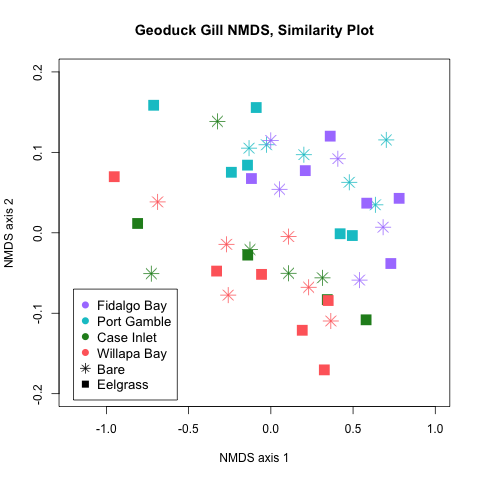 Geoduck Gill NMDS, Similarity Plot
NMDS axis 2
0.2
0.1
0.0
-0.1
-0.2
Fidalgo Bay
Port Gamble
Case Inlet
Willapa Bay
Bare
Eelgrass
-1.0 -0.5 0.0 0.5 1.0
NMDS axis 1